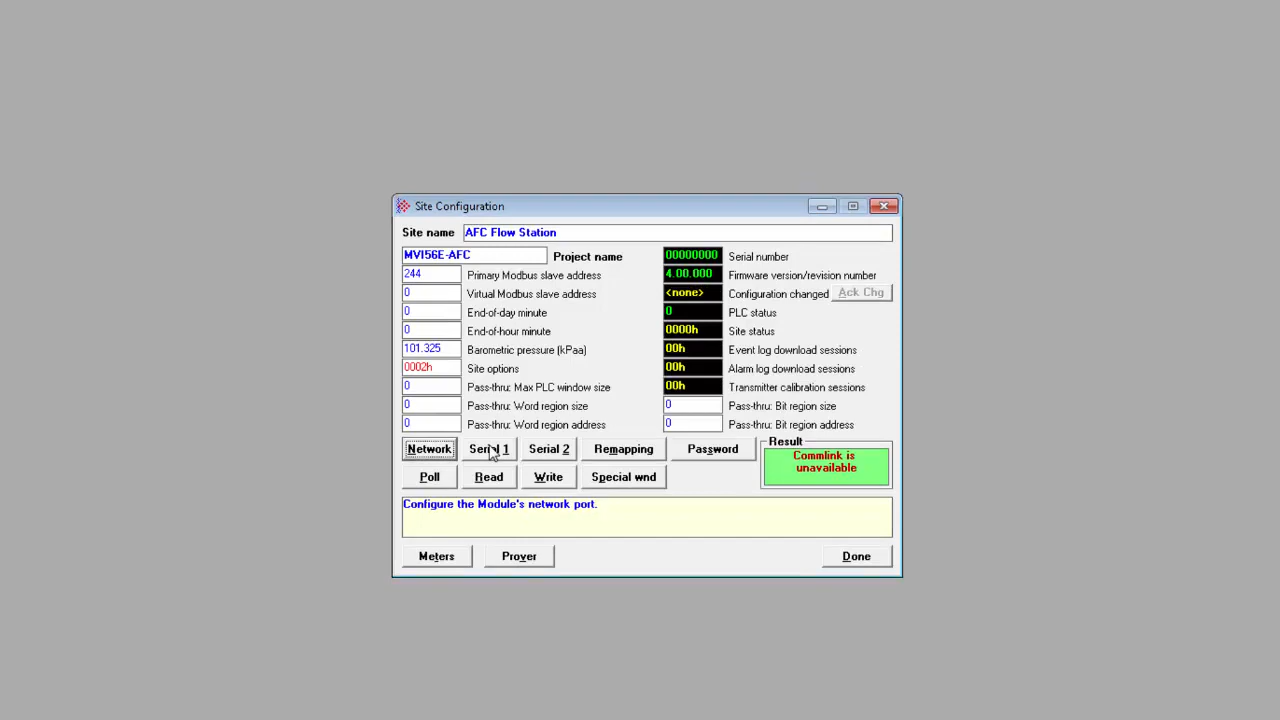 Site Configuration
Site name AFC Flow Station
MVI56E-AFC Project name 00000000 Serial number
244 Primary Modbus slave address 4.00.000 Firmware version/revision number
0 Virtual Modbus slave address <none> Configuration changed Ack Chg
0 End-of-day minute 0 PLC status
0 End-of-hour minute 0000h Site status
101.325 Barometric pressure (kPaa) 00h Event log download sessions
0002h Site options 00h Alarm log download sessions
0 Pass-thru: Max PLC window size 00h Transmitter calibration sessions
0 Pass-thru: Word region size 0 Pass-thru: Bit region size
0 Pass-thru: Word region address 0 Pass-thru: Bit region address
Network Serial 1 Serial 2 Remapping Password Result
Commlink is
unavailable
Poll Read Write Special wnd
Configure the Module's network port.
Meters Prover Done